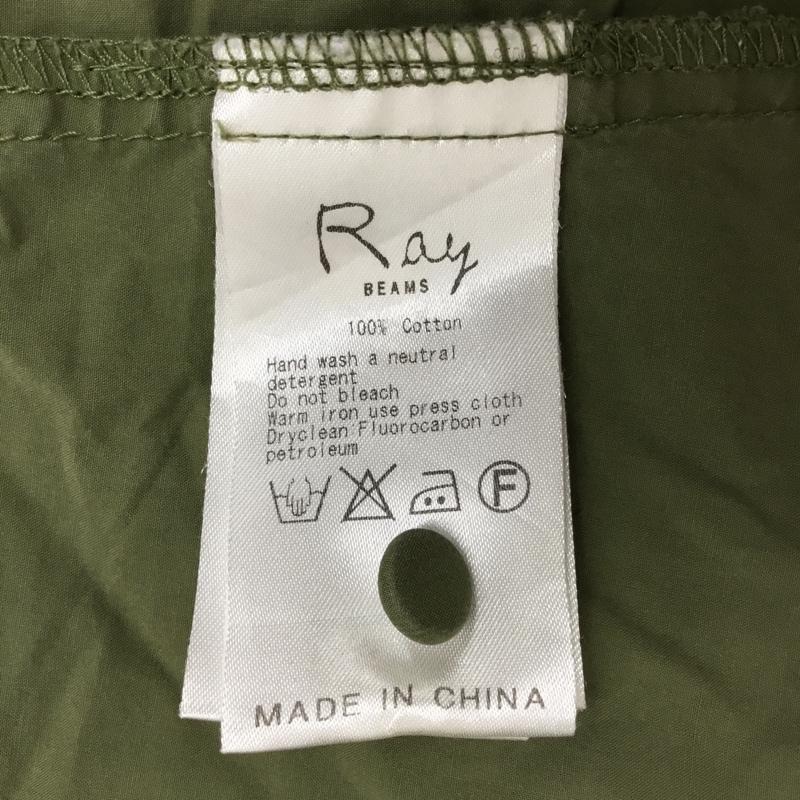 Ray
BEAMS
100% Cotton
Hand wash a neutral
detergent
Do not bleach
Warm iron use press cloth
Dryclean Fluorocarbon or
petroleum
F
MADE IN CHINA